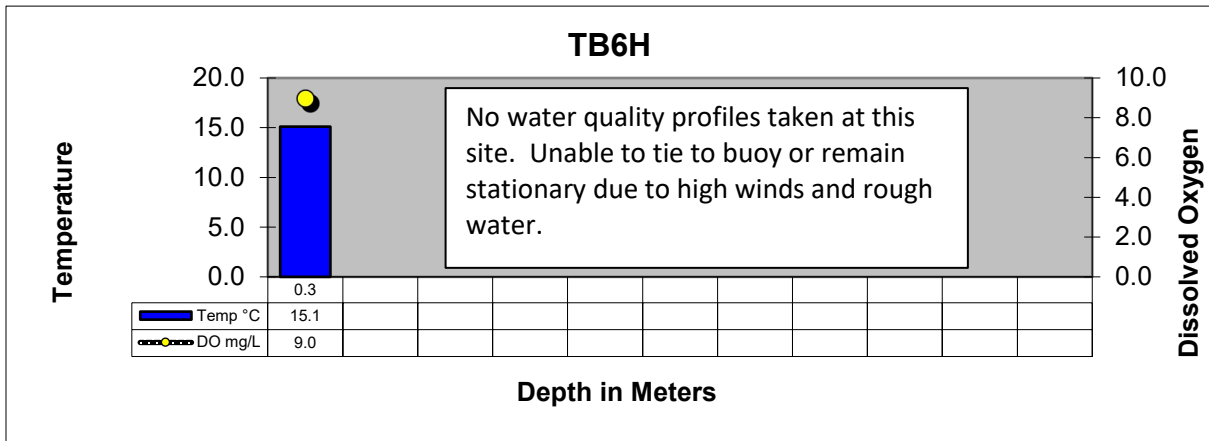 TB6H
20.0
15.0
10.0
5.0
0.0
Temperature
No water quality profiles taken at this
site. Unable to tie to buoy or remain
stationary due to high winds and rough
water.
10.0
8.0
6.0
4.0
2.0
0.0
Dissolved Oxygen
0.3
Temp °C 15.1
DO mg/L 9.0
Depth in Meters